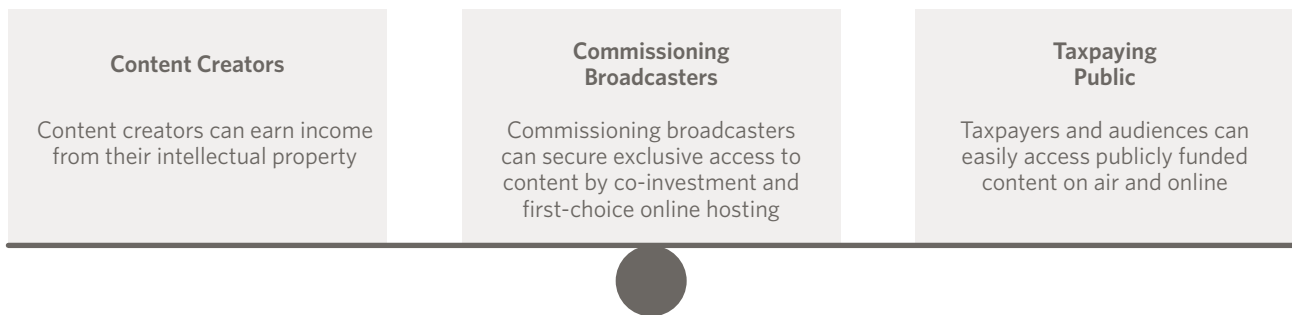 Content Creators
Content creators can earn income
from their intellectual property
Commissioning
Broadcasters
Commissioning broadcasters
can secure exclusive access to
content by co-investment and
first-choice online hosting
Taxpaying
Public
Taxpayers and audiences can
easily access publicly funded
content on air and online